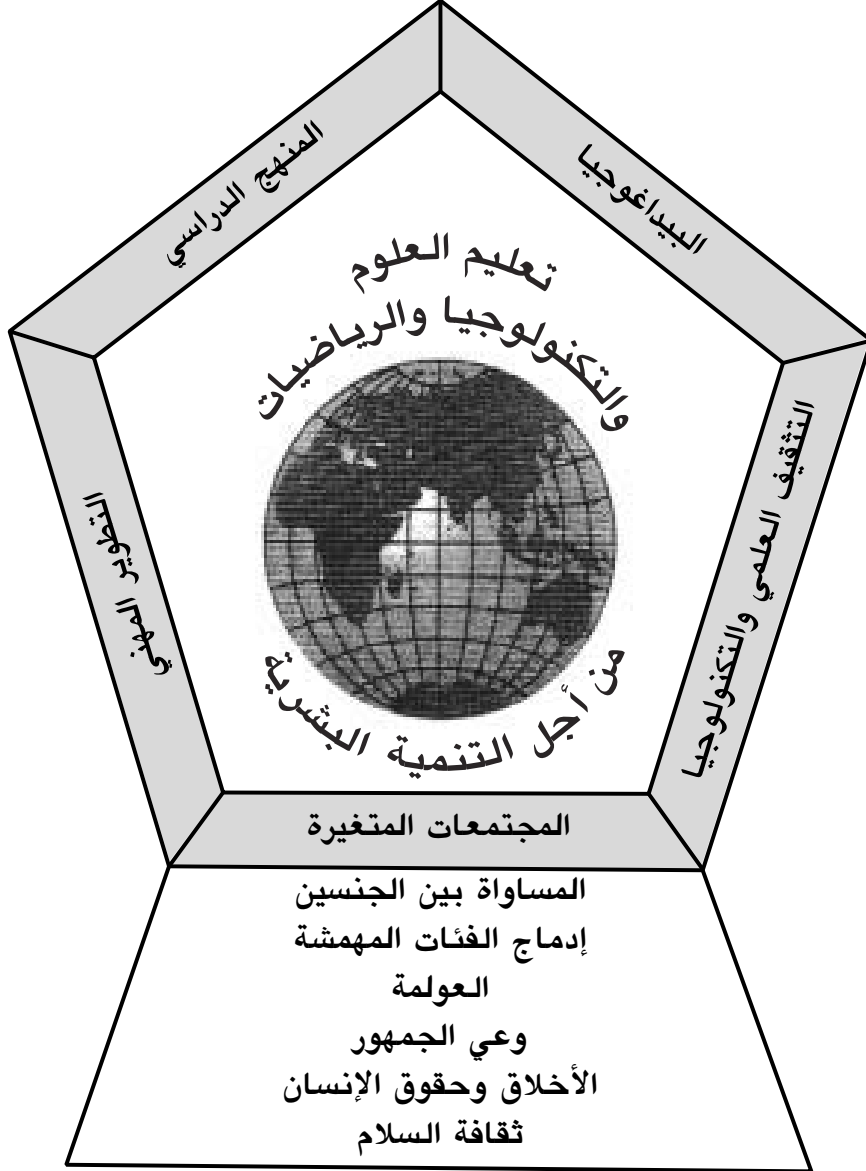 المنهج الدراسي
البيداغوجيا
تعليم العلوم
والتكنولوجيا والرياضيات
من أجل التنمية البشرية
التثقيف العلمي والتكنولوجيا
التطوير المهني
المجتمعات المتغيرة
المساواة بين الجنسين
إدماج الفئات المهمشة
العولمة
وعي الجمهور
الأخلاق وحقوق الإنسان
ثقافة السلام